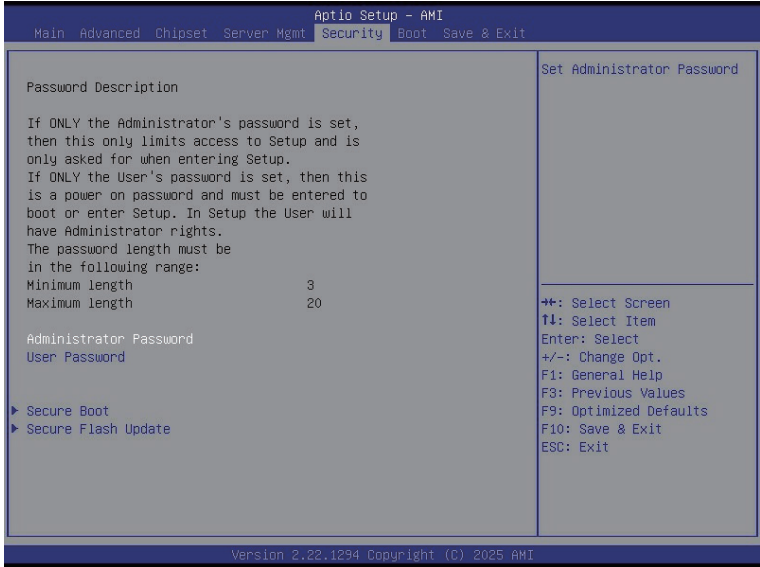 Aptio Setup – AMI
Main Advanced Chipset Server Mgmt Security Boot Save & Exit
Password Description
If ONLY the Administrator's password is set,
then this only limits access to Setup and is
only asked for when entering Setup.
If ONLY the User's password is set, then this
is a power on password and must be entered to
boot or enter Setup. In Setup the User will
have Administrator rights.
The password length must be
in the following range:
Minimum length 3
Maximum length 20
Administrator Password
User Password
Secure Boot
Secure Flash Update
Set Administrator Password
→←: Select Screen
↑↓: Select Item
Enter: Select
+/-: Change Opt.
F1: General Help
F3: Previous Values
F9: Optimized Defaults
F10: Save & Exit
ESC: Exit
Version 2.22.1294 Copyright (C) 2025 AMI